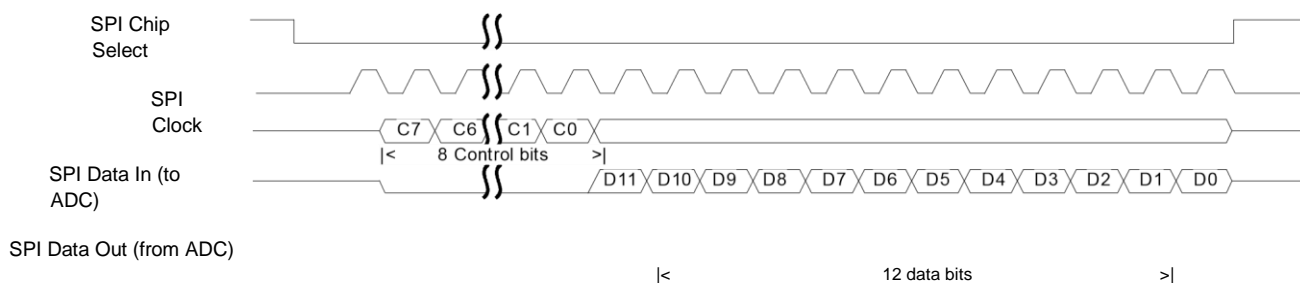 SPI Chip
Select
SPI
Clock
C7 C6 C1 C0
|< 8 Control bits >|
SPI Data In (to
ADC)
D11 D10 D9 D8 D7 D6 D5 D4 D3 D2 D1 D0
SPI Data Out (from ADC)
|< 12 data bits >|